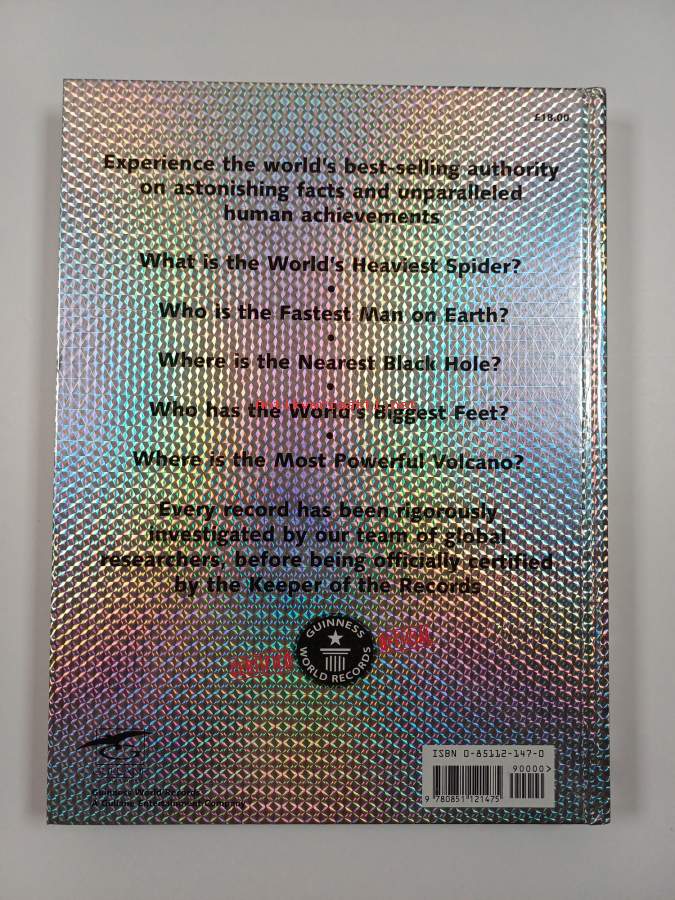 £18.00
Experience the world's best-selling authority
on astonishing facts and unparalleled
human achievements
What is the World's Heaviest Spider?
•
Who is the Fastest Man on Earth?
•
Where is the Nearest Black Hole?
•
Who has the World's Biggest Feet?
•
Where is the Most Powerful Volcano?
Every record has been rigorously
investigated by our team of global
researchers, before being officially certified
by the Keeper of the Records
GUINNESS
WORLD RECORDS
ISBN 0-85112-147-0
90000>
9 780851 121475
Guinness World Records
A Gullane Entertainment Company